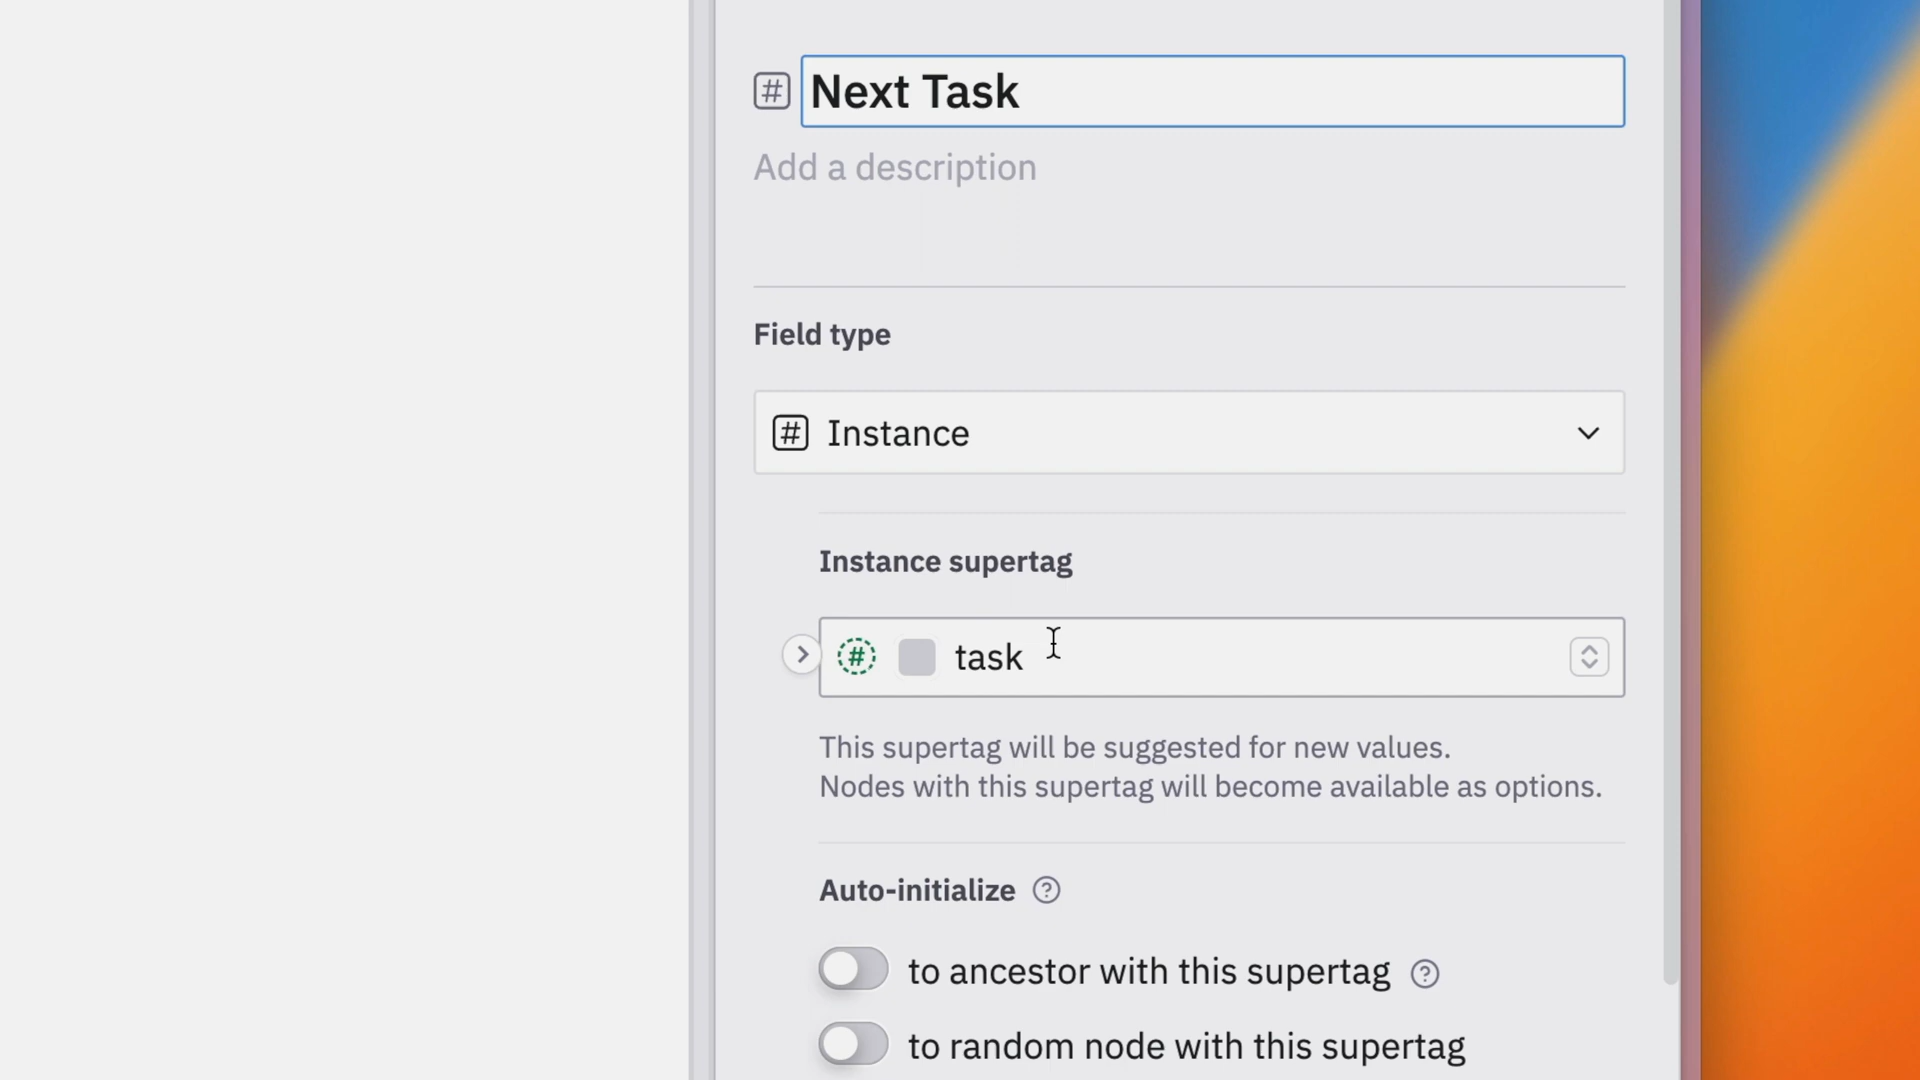 Next Task
Add a description
Field type
# Instance
Instance supertag
# task
This supertag will be suggested for new values.
Nodes with this supertag will become available as options.
Auto-initialize ?
to ancestor with this supertag ?
to random node with this supertag